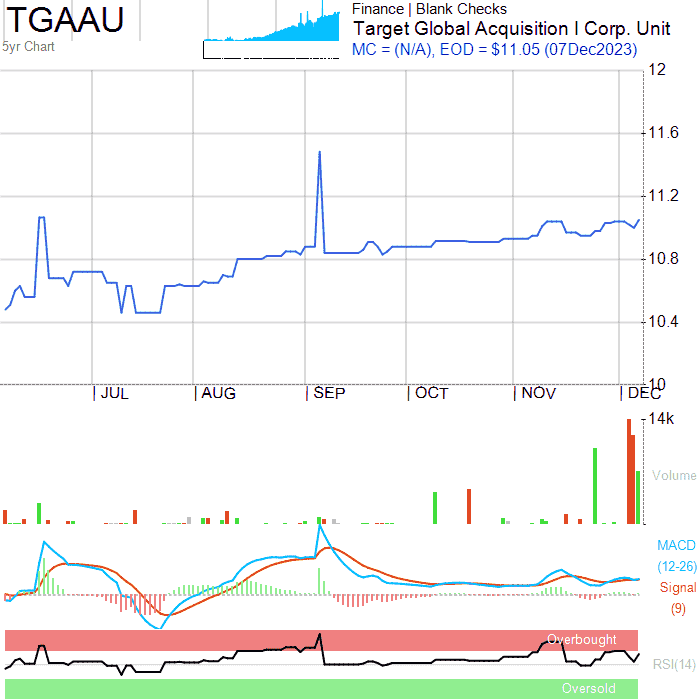 TGAAU
5yr Chart
Finance | Blank Checks
Target Global Acquisition I Corp. Unit
MC = (N/A), EOD = $11.05 (07Dec2023)
12
11.6
11.2
10.8
10.4
10
JUL AUG SEP OCT NOV DEC
14k
Volume
MACD
(12-26)
Signal
(9)
Overbought
RSI(14)
Oversold